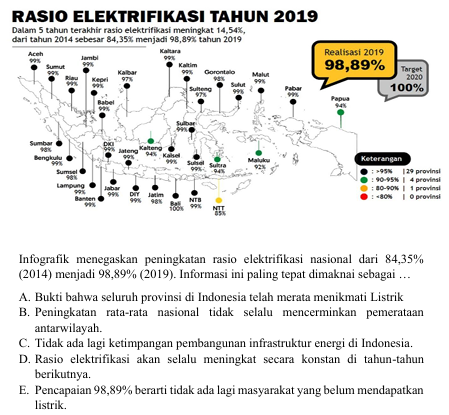 RASIO ELEKTRIFIKASI TAHUN 2019
Dalam 5 tahun terakhir rasio elektrifikasi meningkat 14,54%,
dari tahun 2014 sebesar 84,35% menjadi 98,89% tahun 2019
Realisasi 2019
98,89%
Target
2020
100%
Aceh
99%
Sumut
99%
Riau
99%
Jambi
99%
Kepri
99%
Babel
99%
Kalbar
97%
Kaltara
99%
Kaltim
99%
Sulteng
97%
Gorontalo
98%
Sulut
99%
Malut
99%
Pabar
99%
Papua
94%
Sulbar
99%
Sumbar
98%
Bengkulu
99%
Sumsel
98%
Lampung
99%
Banten
99%
DKI
99%
Jabar
99%
Jateng
99%
DIY
99%
Jatim
98%
Kalteng
94%
Kalsel
99%
Bali
100%
NTB
99%
Sulsel
99%
Sultra
94%
NTT
85%
Maluku
92%
Keterangan
: >95% | 29 provinsi
: 90-95% | 4 provinsi
: 80-90% | 1 provinsi
: <80% | 0 provinsi
Infografik menegaskan peningkatan rasio elektrifikasi nasional dari 84,35%
(2014) menjadi 98,89% (2019). Informasi ini paling tepat dimaknai sebagai …
A. Bukti bahwa seluruh provinsi di Indonesia telah merata menikmati Listrik
B. Peningkatan rata-rata nasional tidak selalu mencerminkan pemerataan
antarwilayah.
C. Tidak ada lagi ketimpangan pembangunan infrastruktur energi di Indonesia.
D. Rasio elektrifikasi akan selalu meningkat secara konstan di tahun-tahun
berikutnya.
E. Pencapaian 98,89% berarti tidak ada lagi masyarakat yang belum mendapatkan
listrik.